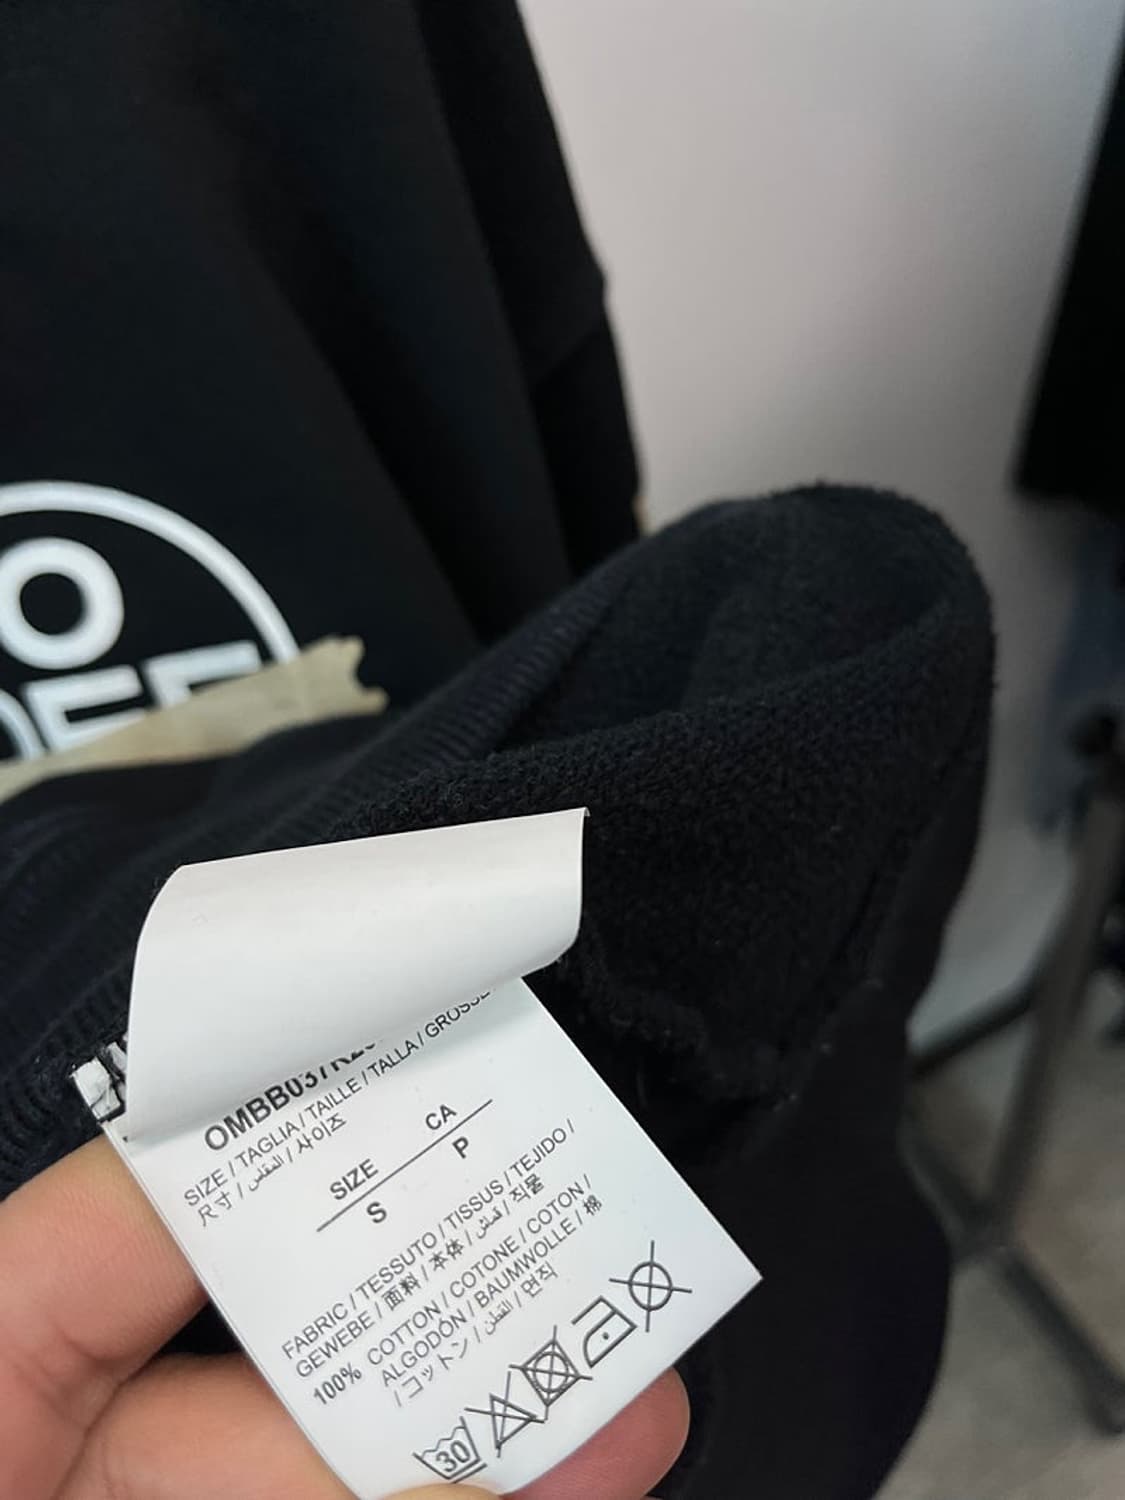 O
OMBB037R2
SIZE / TAGLIA / TAILLE / TALLA / GROSSE
尺寸 / المقاس / 사이즈
SIZE CA
S P
FABRIC / TESSUTO / TISSUS / TEJIDO /
GEWEBE / 面料 / 本体 / قماش / 직물
100% COTTON / COTONE / COTON /
ALGODÓN / BAUMWOLLE / 棉
/ コットン / القطن / 면직
30